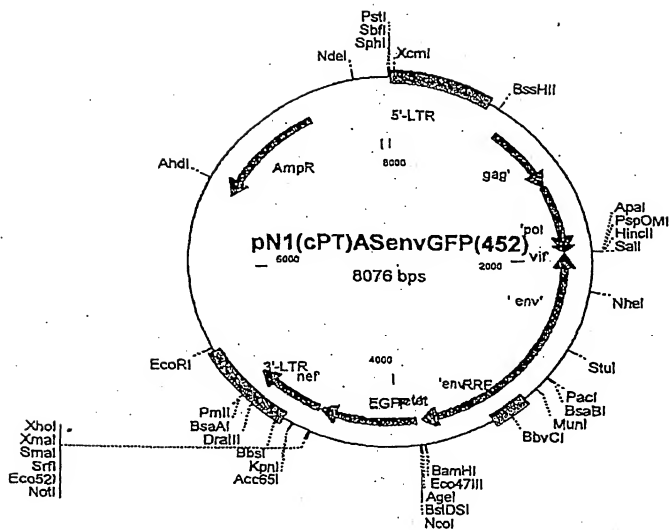 PstI
SbfI
SphI
XcmI
NdeI
BssHII
5'-LTR
AhdI
AmpR
8000
gag'
ApaI
PspOMI
HincII
SalI
'pol
pN1(cPT)ASenvGFP(452)
vif'
6000
8076 bps
2000
NheI
'env'
StuI
EcoRI
3'-LTR
nef'
4000
'env
RRE
EGFP
PacI
BsaBI
MunI
BbvCI
PmlI
BsaAI
DraIII
BbsI
KpnI
Acc65I
XhoI
XmaI
SmaI
SrfI
Eco52I
NotI
BamHI
Eco47III
AgeI
BstDSI
NcoI